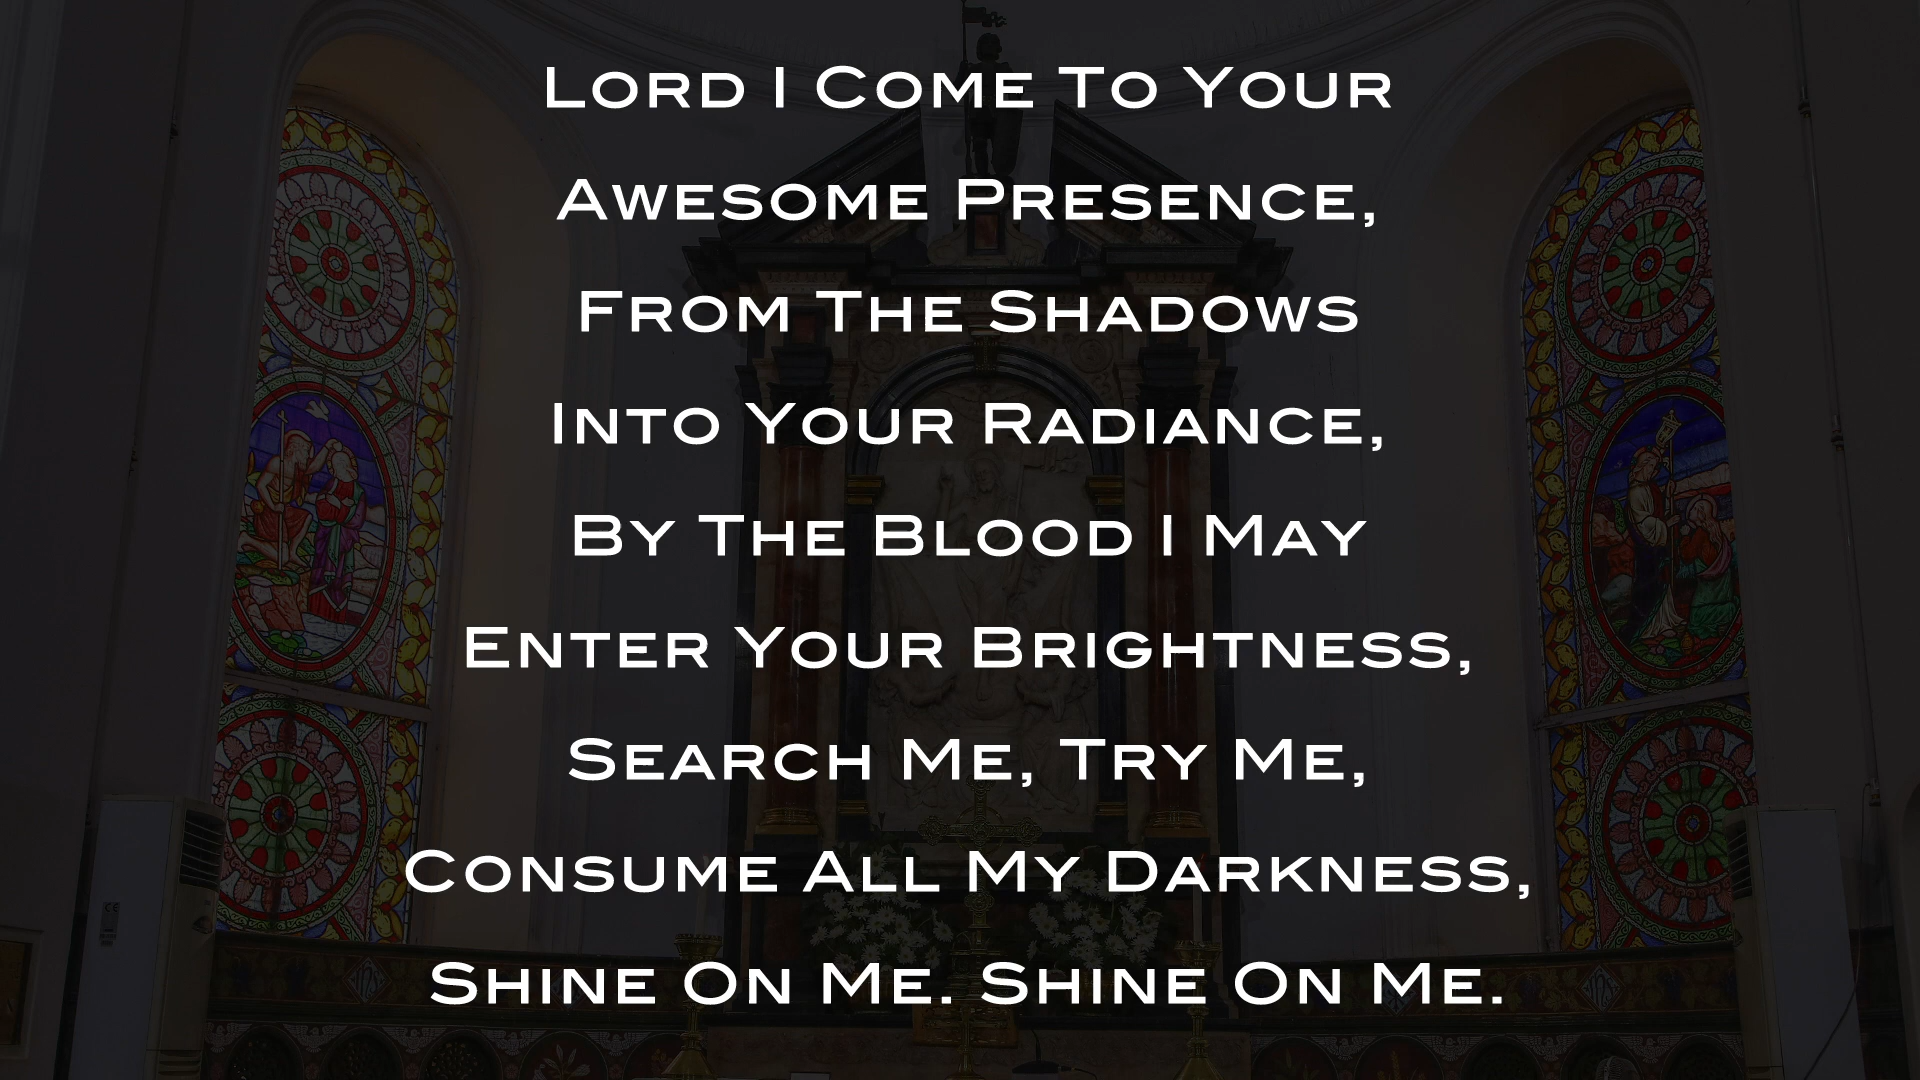 Lord I Come To Your
Awesome Presence,
From The Shadows
Into Your Radiance,
By The Blood I May
Enter Your Brightness,
Search Me, Try Me,
Consume All My Darkness,
Shine On Me. Shine On Me.